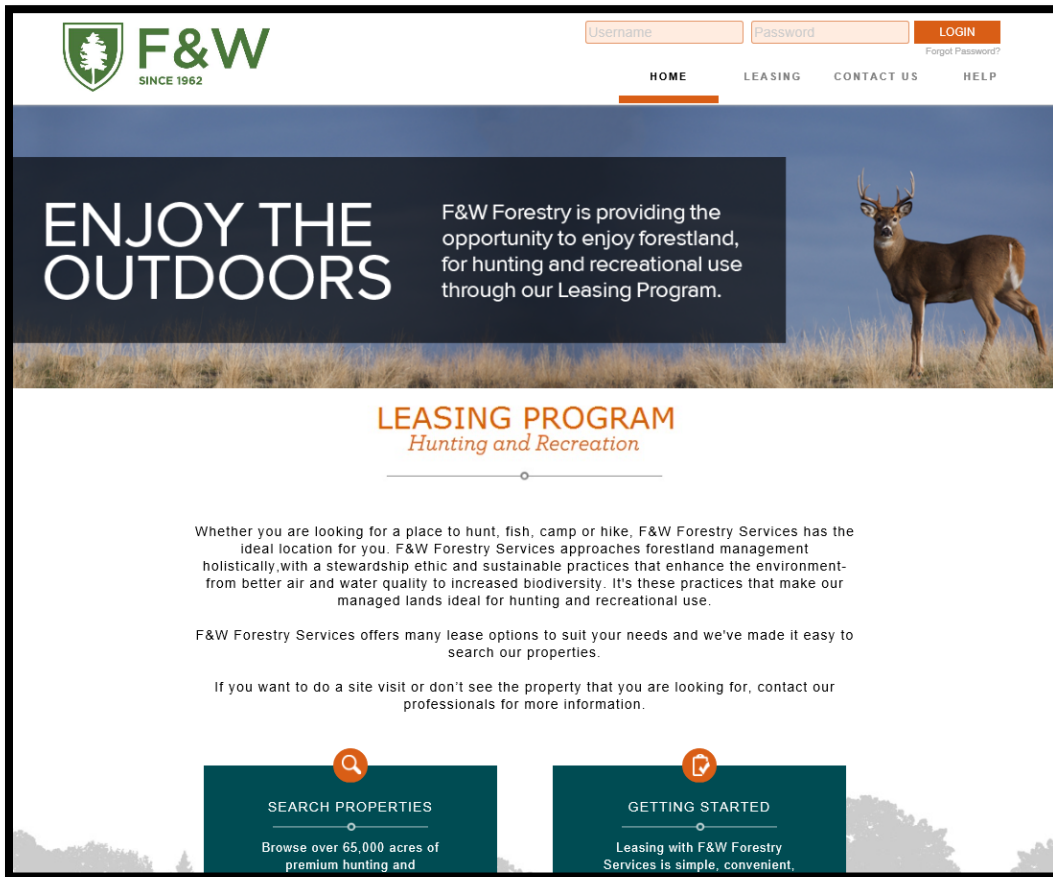 F&W
SINCE 1962
Username
Password
LOGIN
Forgot Password?
HOME
LEASING
CONTACT US
HELP
ENJOY THE
OUTDOORS
F&W Forestry is providing the
opportunity to enjoy forestland,
for hunting and recreational use
through our Leasing Program.
LEASING PROGRAM
Hunting and Recreation
Whether you are looking for a place to hunt, fish, camp or hike, F&W Forestry Services has the
ideal location for you. F&W Forestry Services approaches forestland management
holistically,with a stewardship ethic and sustainable practices that enhance the environment-
from better air and water quality to increased biodiversity. It's these practices that make our
managed lands ideal for hunting and recreational use.
F&W Forestry Services offers many lease options to suit your needs and we've made it easy to
search our properties.
If you want to do a site visit or don’t see the property that you are looking for, contact our
professionals for more information.
SEARCH PROPERTIES
Browse over 65,000 acres of
premium hunting and
GETTING STARTED
Leasing with F&W Forestry
Services is simple, convenient,